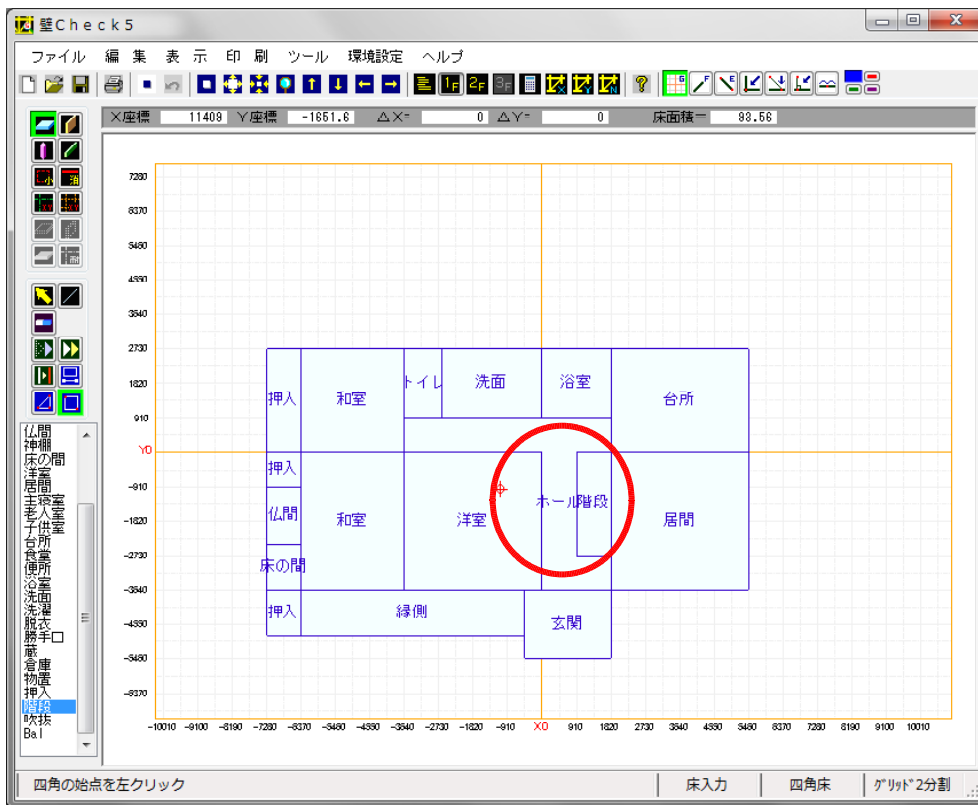 壁Check5
ファイル 編 集 表 示 印 刷 ツール 環境設定 ヘルプ
1F 2F 3F
X座標 11409 Y座標 -1651.6 △X= 0 △Y= 0 床面積＝ 93.56
小 消
7280
6370
5460
4550
3640
2730
1820
910
Y0
-910
-1820
-2730
-3640
-4550
-5460
-6370
押入 和室 トイレ 洗面 浴室 台所
押入
仏間 和室 洋室 ホール 階段 居間
床の間
押入 縁側 玄関
-10010 -9100 -8190 -7280 -6370 -5460 -4550 -3640 -2730 -1820 -910 X0 910 1820 2730 3640 4550 5460 6370 7280 8190 9100 10010
仏間
神棚
床の間
洋室
居間
主寝室
老人室
子供室
台所
食堂
便所
浴室
洗面
洗濯
脱衣
勝手口
蔵
倉庫
物置
押入
階段
吹抜
Bal
四角の始点を左クリック 床入力 四角床 ｸﾞﾘｯﾄﾞ2分割